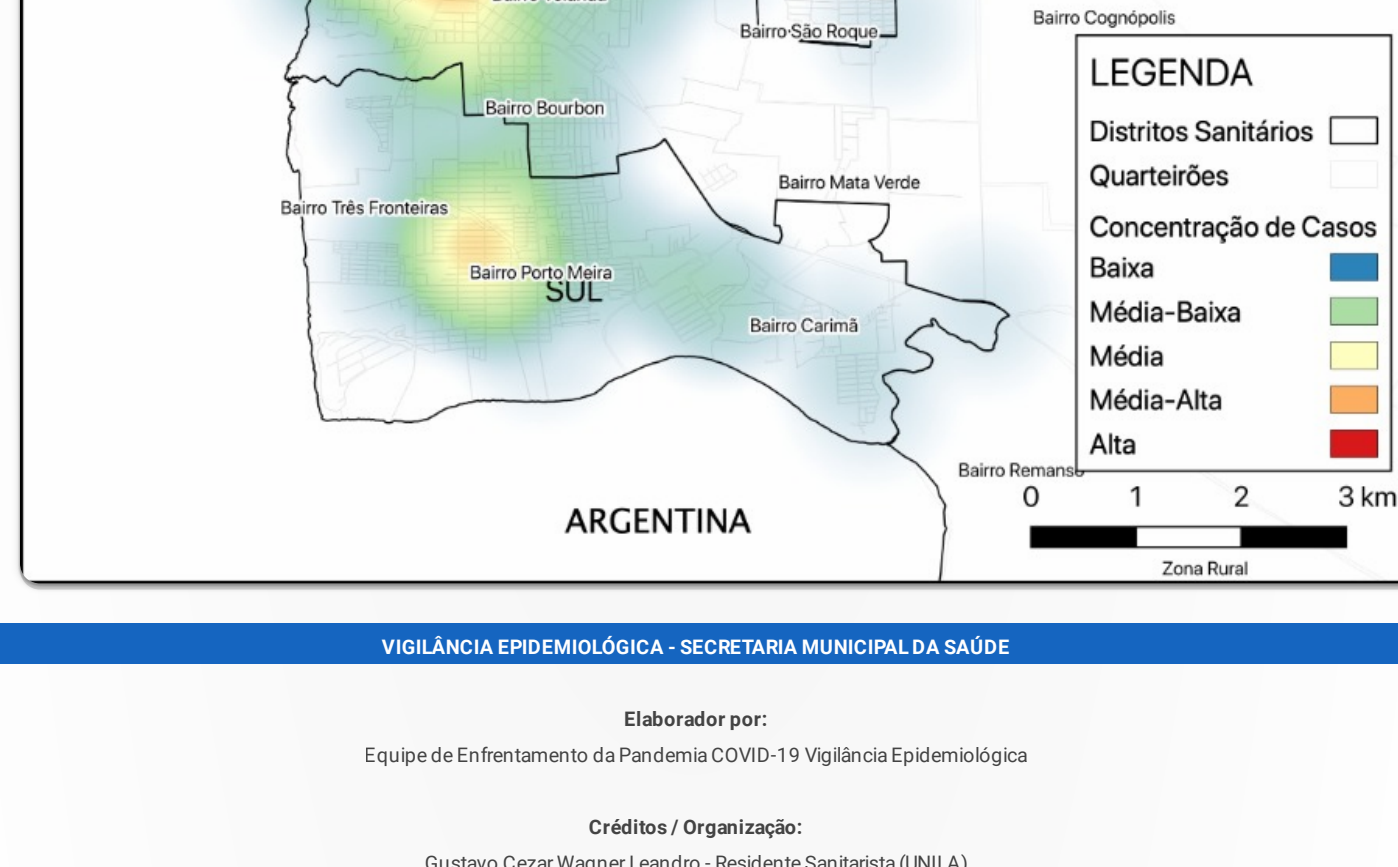 Bairro
Bairro Cognópolis
Bairro São Roque
LEGENDA
Bairro Bourbon
Distritos Sanitários
Quarteirões
Bairro Mata Verde
Bairro Três Fronteiras
Concentração de Casos
Baixa
Bairro Porto Meira
SUL
Média-Baixa
Bairro Carimã
Média
Média-Alta
Alta
Bairro Remanso
0 1 2 3 km
ARGENTINA
Zona Rural
VIGILÂNCIA EPIDEMIOLÓGICA - SECRETARIA MUNICIPAL DA SAÚDE
Elaborador por:
Equipe de Enfrentamento da Pandemia COVID-19 Vigilância Epidemiológica
Créditos / Organização:
Gustavo Cezar Wagner Leandro - Residente Sanitarista (UNILA)